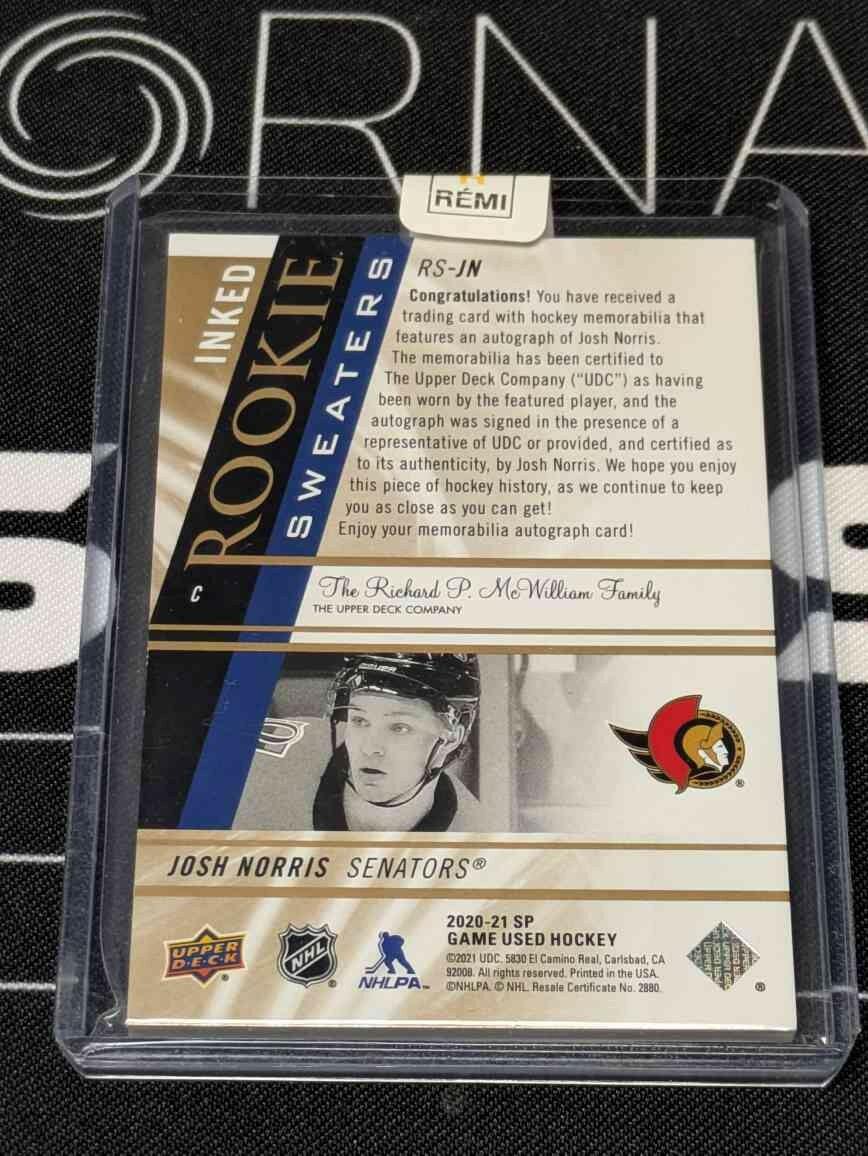 ORNA
RÉMI
INKED
ROOKIE
SWEATERS
RS-JN
Congratulations! You have received a
trading card with hockey memorabilia that
features an autograph of Josh Norris.
The memorabilia has been certified to
The Upper Deck Company (“UDC”) as having
been worn by the featured player, and the
autograph was signed in the presence of a
representative of UDC or provided, and certified as
to its authenticity, by Josh Norris. We hope you enjoy
this piece of hockey history, as we continue to keep
you as close as you can get!
Enjoy your memorabilia autograph card!
C
The Richard P. McWilliam Family
THE UPPER DECK COMPANY
BAUER
®
JOSH NORRIS SENATORS®
UPPER
D·E·C·K
®
NHL
®
NHLPA™
2020-21 SP
GAME USED HOCKEY
©2021 UDC. 5830 El Camino Real, Carlsbad, CA
92008. All rights reserved. Printed in the USA.
©NHLPA. © NHL. Resale Certificate No. 2880.
®